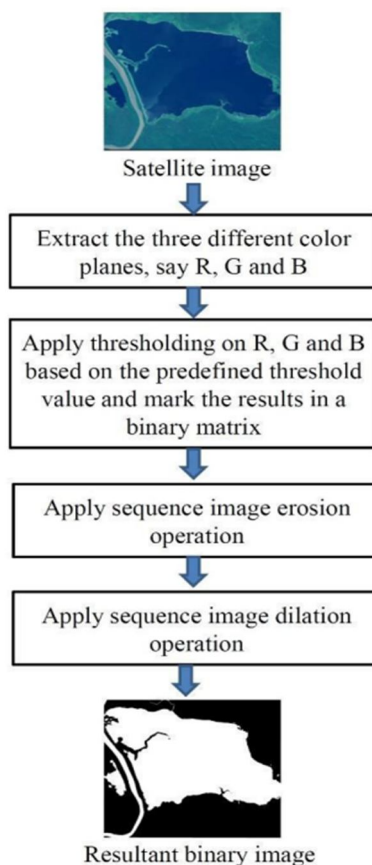 Satellite image
Extract the three different color
planes, say R, G and B
Apply thresholding on R, G and B
based on the predefined threshold
value and mark the results in a
binary matrix
Apply sequence image erosion
operation
Apply sequence image dilation
operation
Resultant binary image